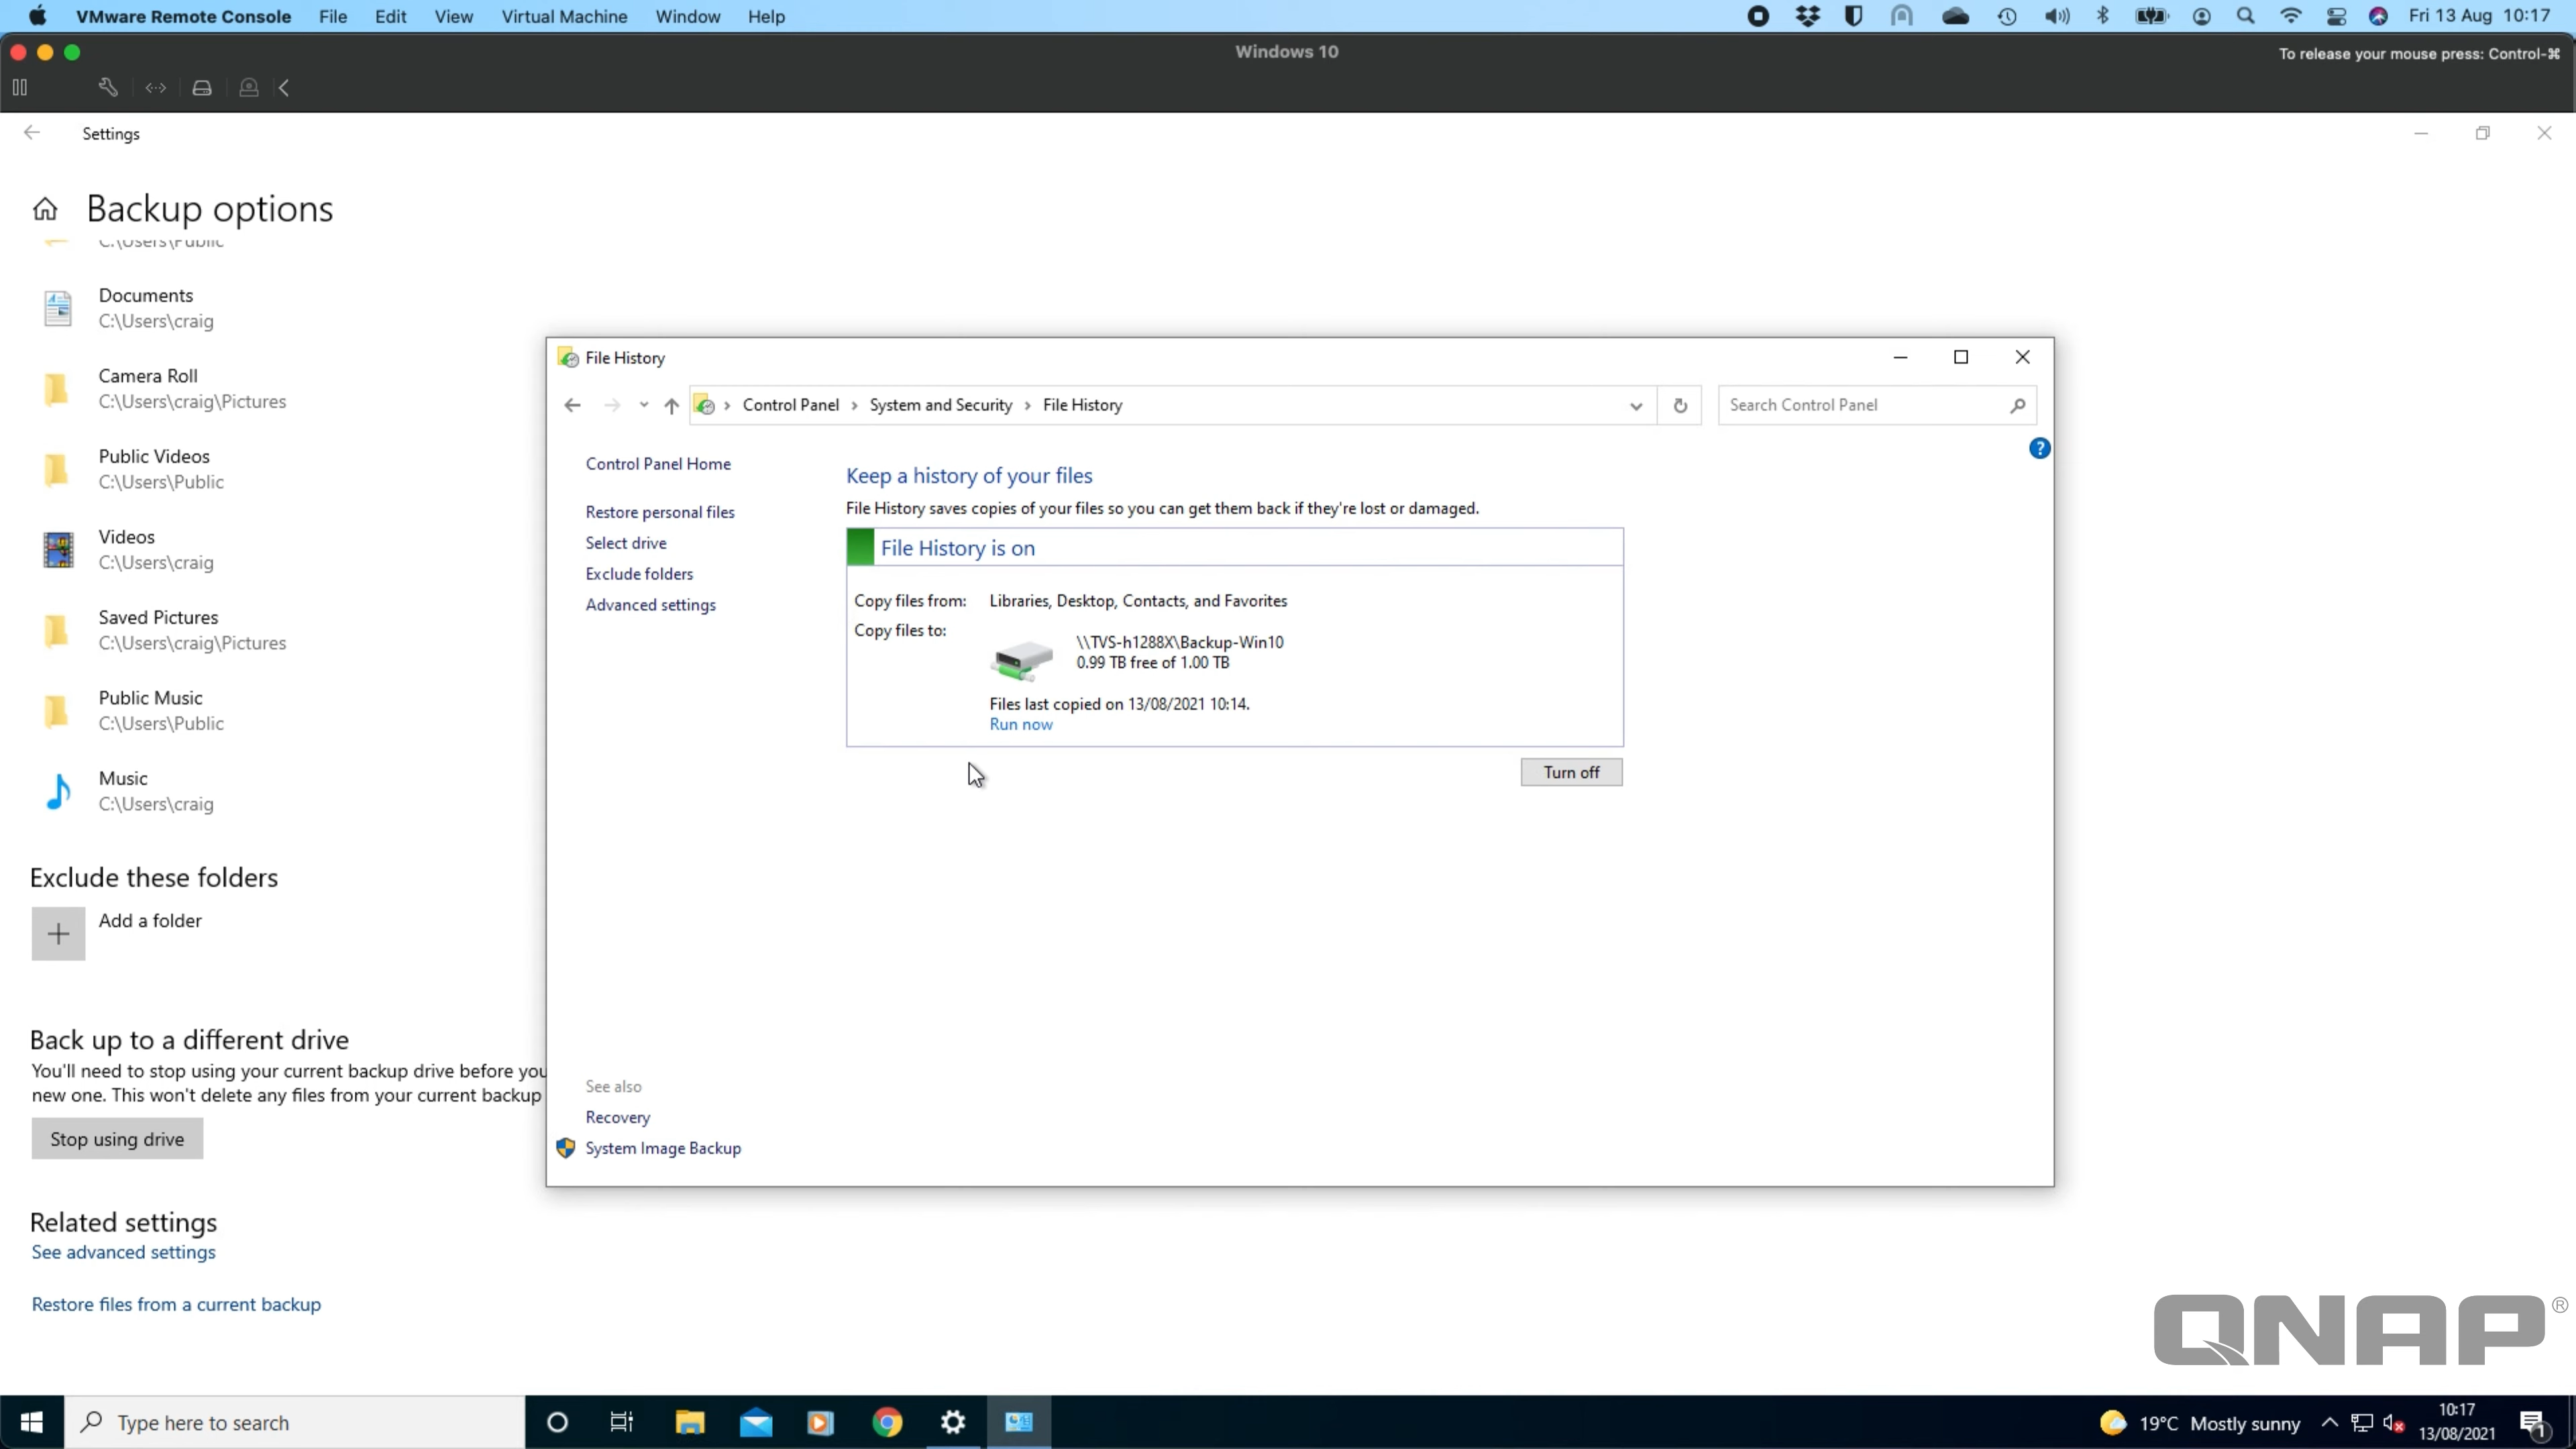 VMware Remote Console File Edit View Virtual Machine Window Help Fri 13 Aug 10:17
Windows 10
To release your mouse press: Control-⌘
Settings
Backup options
C:\Users\Public
Documents
C:\Users\craig
Camera Roll
C:\Users\craig\Pictures
Public Videos
C:\Users\Public
Videos
C:\Users\craig
Saved Pictures
C:\Users\craig\Pictures
Public Music
C:\Users\Public
Music
C:\Users\craig
Exclude these folders
Add a folder
Back up to a different drive
You'll need to stop using your current backup drive before you
new one. This won't delete any files from your current backup
Stop using drive
Related settings
See advanced settings
Restore files from a current backup
File History
Control Panel › System and Security › File History
Search Control Panel
Control Panel Home
Restore personal files
Select drive
Exclude folders
Advanced settings
Keep a history of your files
File History saves copies of your files so you can get them back if they're lost or damaged.
File History is on
Copy files from: Libraries, Desktop, Contacts, and Favorites
Copy files to:
\\TVS-h1288X\Backup-Win10
0.99 TB free of 1.00 TB
Files last copied on 13/08/2021 10:14.
Run now
Turn off
See also
Recovery
System Image Backup
QNAP®
Type here to search
19°C Mostly sunny
10:17
13/08/2021
1